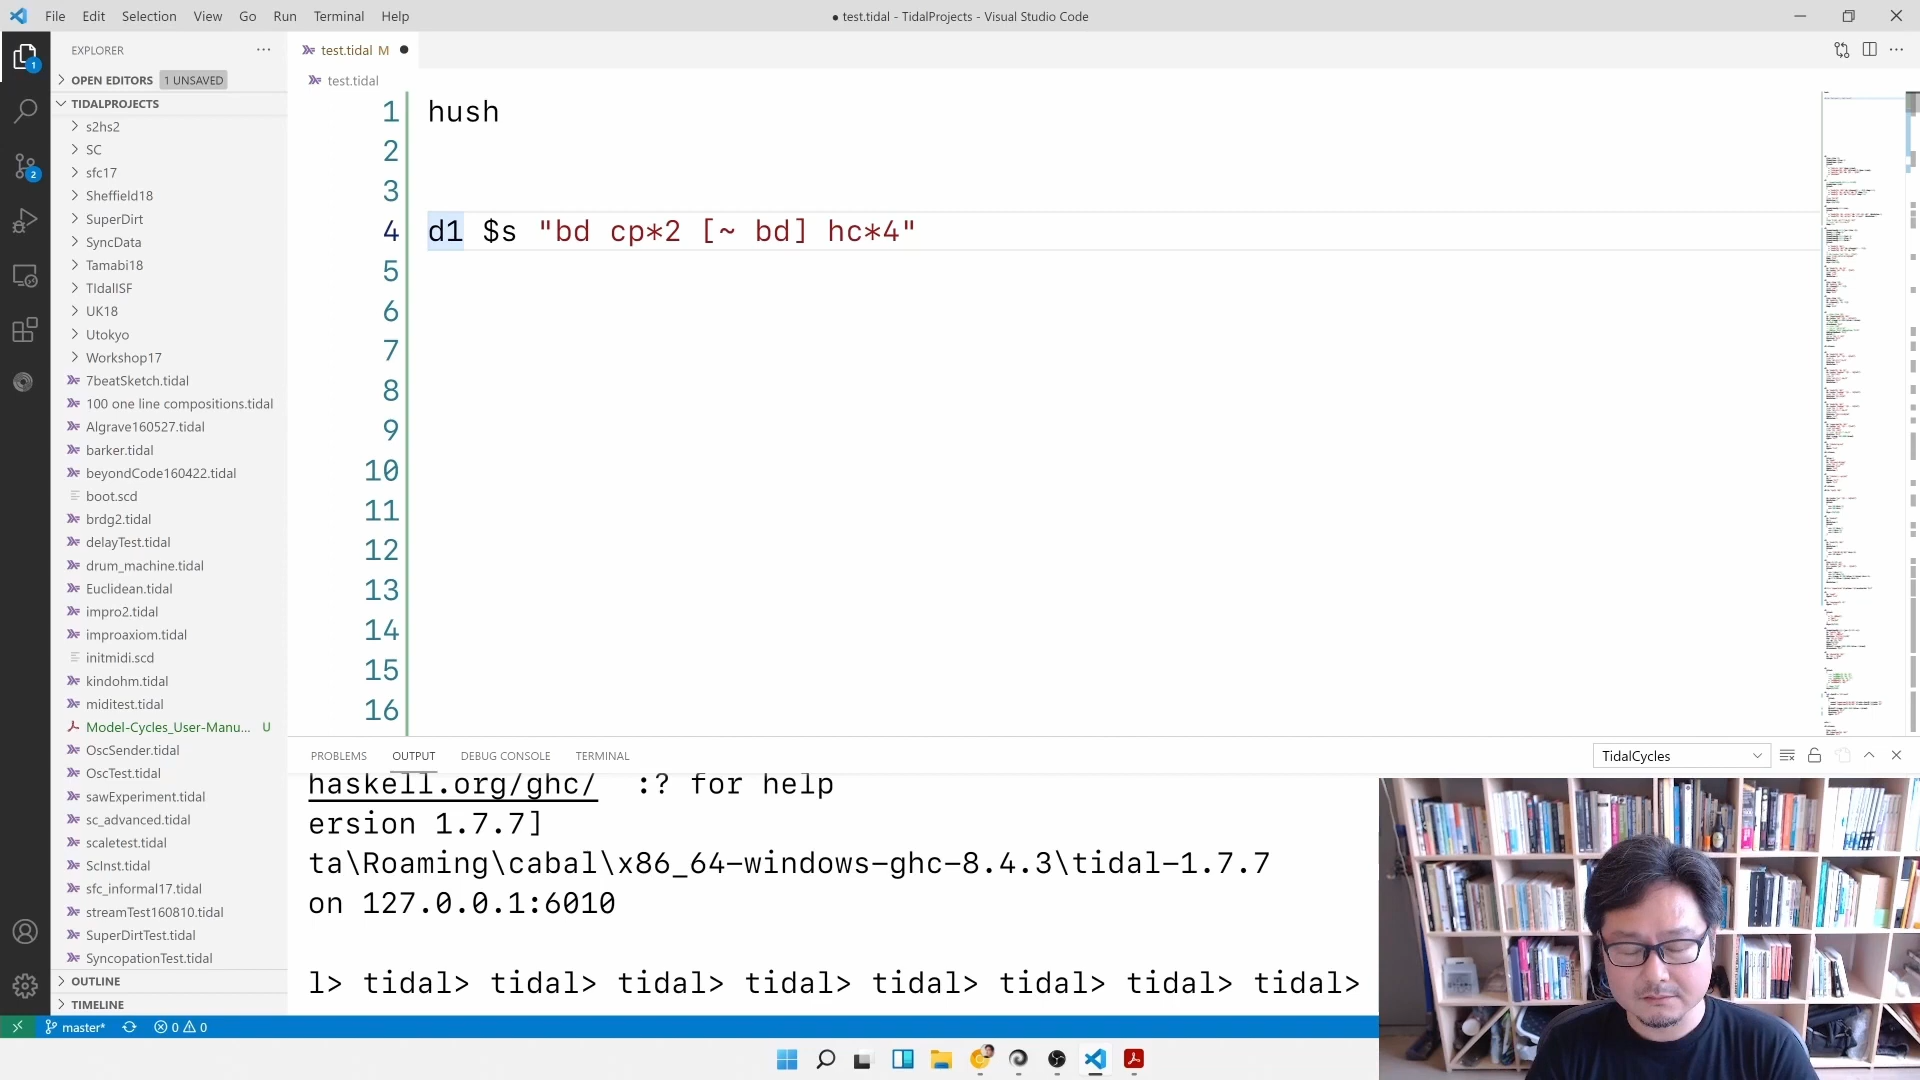 File Edit Selection View Go Run Terminal Help
● test.tidal - TidalProjects - Visual Studio Code
EXPLORER
test.tidal M ●
OPEN EDITORS 1 UNSAVED
test.tidal
TIDALPROJECTS
s2hs2
SC
sfc17
Sheffield18
SuperDirt
SyncData
Tamabi18
TIdalISF
UK18
Utokyo
Workshop17
7beatSketch.tidal
100 one line compositions.tidal
Algrave160527.tidal
barker.tidal
beyondCode160422.tidal
boot.scd
brdg2.tidal
delayTest.tidal
drum_machine.tidal
Euclidean.tidal
impro2.tidal
improaxiom.tidal
initmidi.scd
kindohm.tidal
miditest.tidal
Model-Cycles_User-Manu... U
OscSender.tidal
OscTest.tidal
sawExperiment.tidal
sc_advanced.tidal
scaletest.tidal
ScInst.tidal
sfc_informal17.tidal
streamTest160810.tidal
SuperDirtTest.tidal
SyncopationTest.tidal
OUTLINE
TIMELINE
1 hush
2
3
4 d1 $s "bd cp*2 [~ bd] hc*4"
5
6
7
8
9
10
11
12
13
14
15
16
PROBLEMS OUTPUT DEBUG CONSOLE TERMINAL
TidalCycles
haskell.org/ghc/ :? for help
ersion 1.7.7]
ta\Roaming\cabal\x86_64-windows-ghc-8.4.3\tidal-1.7.7
on 127.0.0.1:6010
l> tidal> tidal> tidal> tidal> tidal> tidal> tidal> tidal>
1
2
master* 0 0